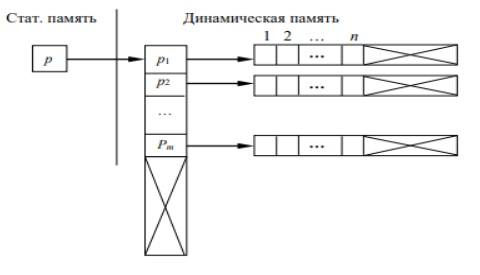 Стат. память Динамическая память
1 2 ... n
p p1 ...
p2 ...
...
Pm ...